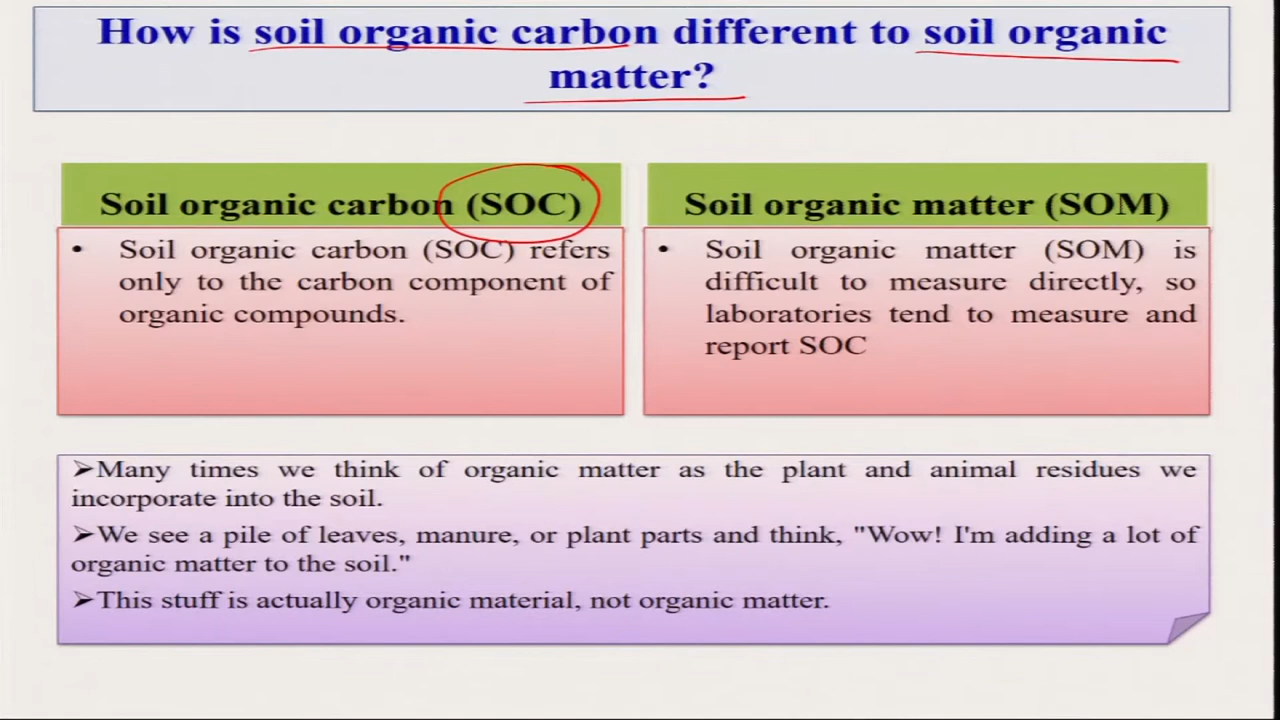 How is soil organic carbon different to soil organic
matter?
Soil organic carbon (SOC)
• Soil organic carbon (SOC) refers
only to the carbon component of
organic compounds.
Soil organic matter (SOM)
• Soil organic matter (SOM) is
difficult to measure directly, so
laboratories tend to measure and
report SOC
➢Many times we think of organic matter as the plant and animal residues we
incorporate into the soil.
➢We see a pile of leaves, manure, or plant parts and think, "Wow! I'm adding a lot of
organic matter to the soil."
➢This stuff is actually organic material, not organic matter.